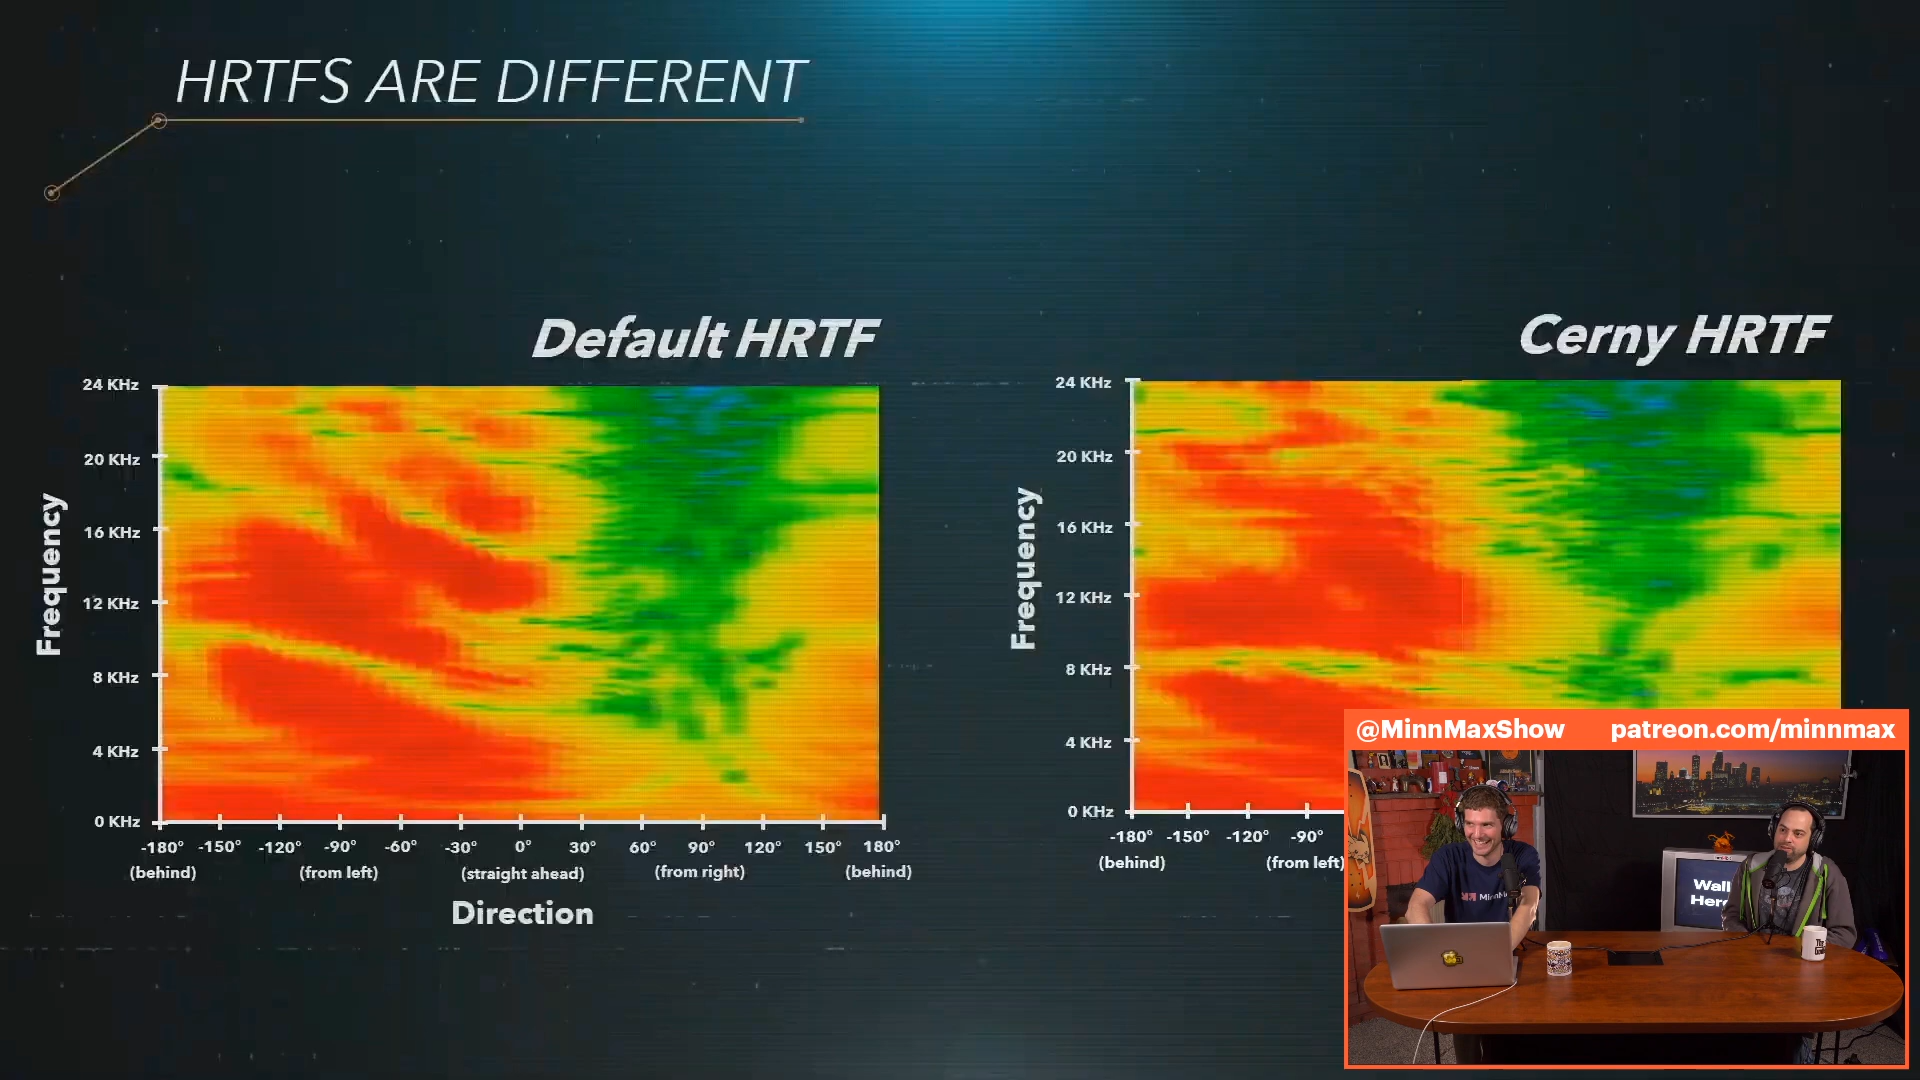 HRTFS ARE DIFFERENT
Default HRTF
24 KHz
20 KHz
16 KHz
12 KHz
8 KHz
4 KHz
0 KHz
Frequency
-180° -150° -120° -90° -60° -30° 0° 30° 60° 90° 120° 150° 180°
(behind) (from left) (straight ahead) (from right) (behind)
Direction
Cerny HRTF
24 KHz
20 KHz
16 KHz
12 KHz
8 KHz
4 KHz
0 KHz
Frequency
-180° -150° -120° -90°
(behind) (from left)
@MinnMaxShow patreon.com/minnmax
Wall
Her